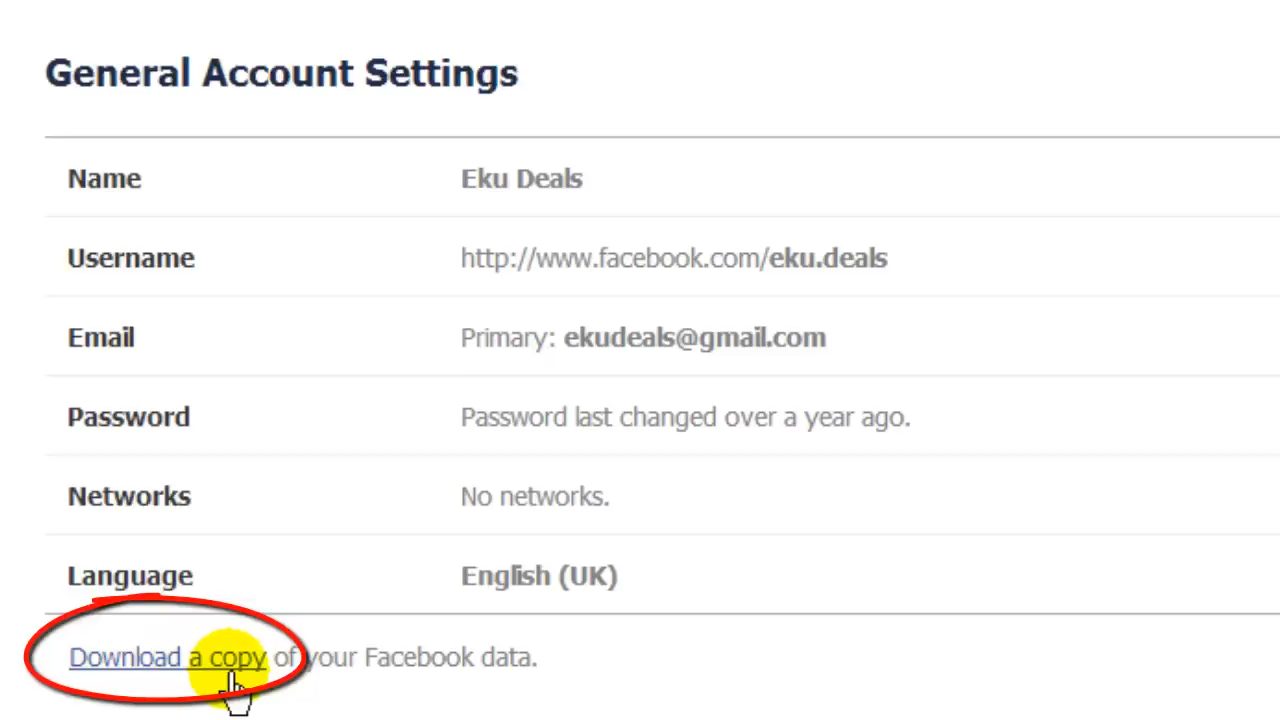 General Account Settings
Name Eku Deals
Username http://www.facebook.com/eku.deals
Email Primary: ekudeals@gmail.com
Password Password last changed over a year ago.
Networks No networks.
Language English (UK)
Download a copy of your Facebook data.